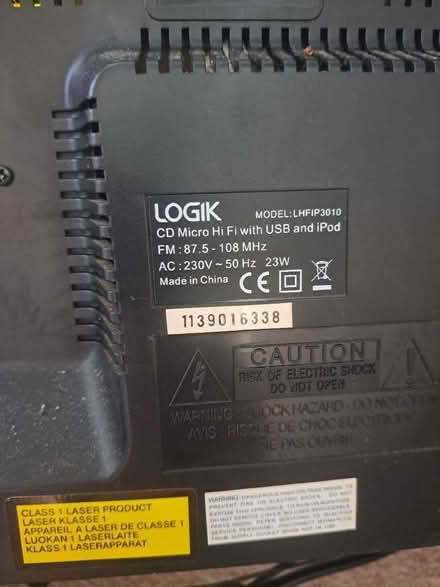 LOGIK MODEL: LHFIP3010
CD Micro Hi Fi with USB and iPod
FM : 87.5 - 108 MHz
AC : 230V ~ 50 Hz 23W
Made in China CE
1139016338
CAUTION
RISK OF ELECTRIC SHOCK
DO NOT OPEN
WARNING: SHOCK HAZARD - DO NOT OPEN
AVIS : RISQUE DE CHOC ELECTRIQUE
NE PAS OUVRIR
CLASS 1 LASER PRODUCT
LASER KLASSE 1
APPAREIL A LASER DE CLASSE 1
LUOKAN 1 LASERLAITE
KLASS 1 LASERAPPARAT
WARNING: